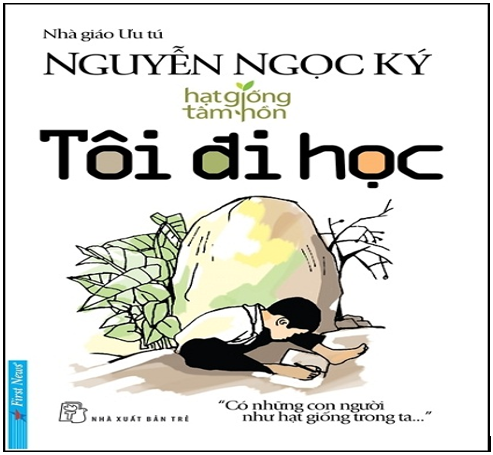 Nhà giáo Ưu tú
NGUYỄN NGỌC KÝ
hạt giống
tâm hồn
Tôi đi học
First News
NHÀ XUẤT BẢN TRẺ
"Có những con người
như hạt giống trong ta..."